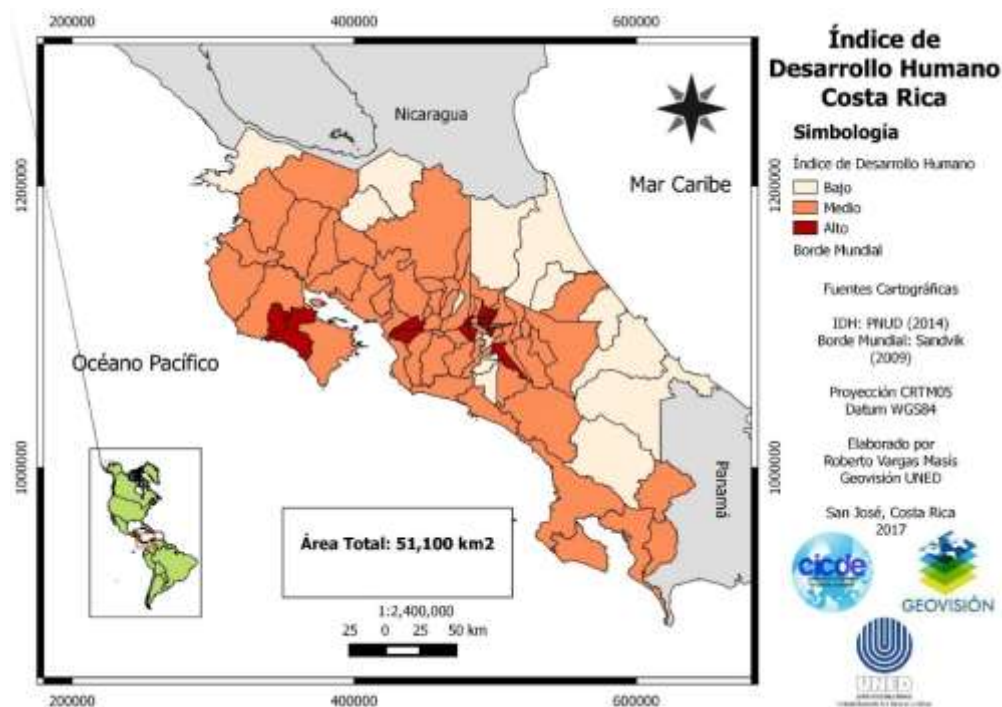 200000
400000
600000
Índice de
Desarrollo Humano
Costa Rica
Simbología
Índice de Desarrollo Humano
Bajo
Medio
Alto
Borde Mundial
Fuentes Cartográficas
IDH: PNUD (2014)
Borde Mundial: Sandvik
(2009)
Proyección CRTM05
Datum WGS84
Elaborado por
Roberto Vargas Masís
Geovisión UNED
San José, Costa Rica
2017
cicde
GEOVISIÓN
UNED
Nicaragua
Mar Caribe
1200000
1200000
Océano Pacífico
Panamá
1000000
1000000
Área Total: 51,100 km2
1:2,400,000
25 0 25 50 km
200000
400000
600000